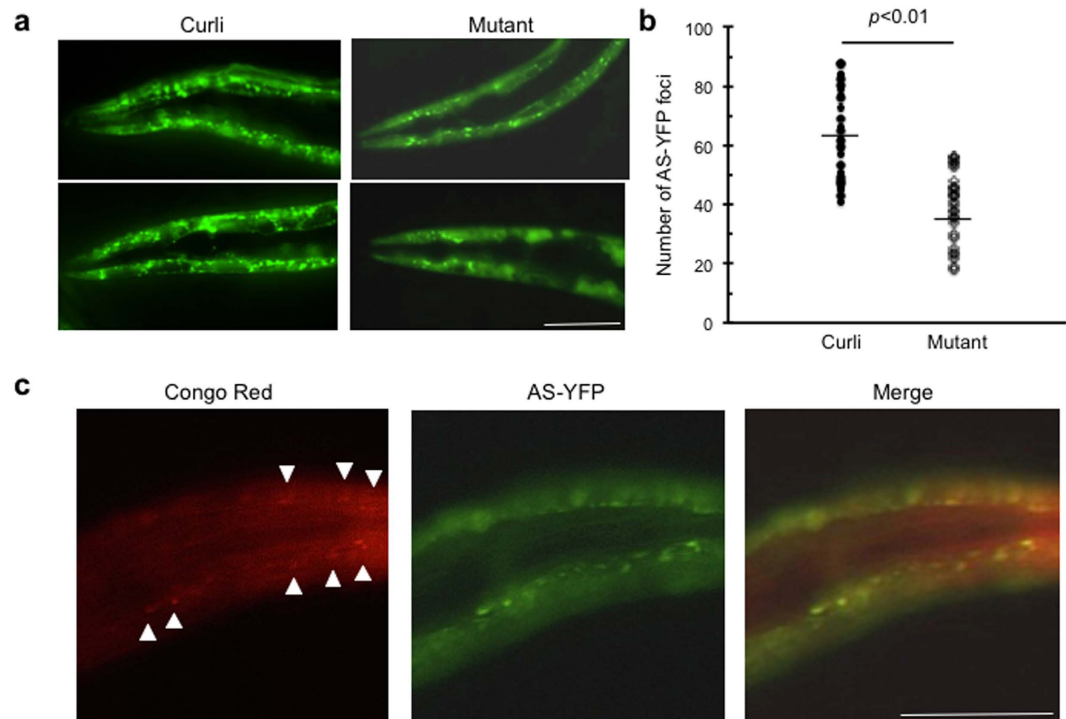 a
Curli
Mutant
b
p<0.01
100
80
60
40
20
0
Number of AS-YFP foci
Curli
Mutant
c
Congo Red
AS-YFP
Merge